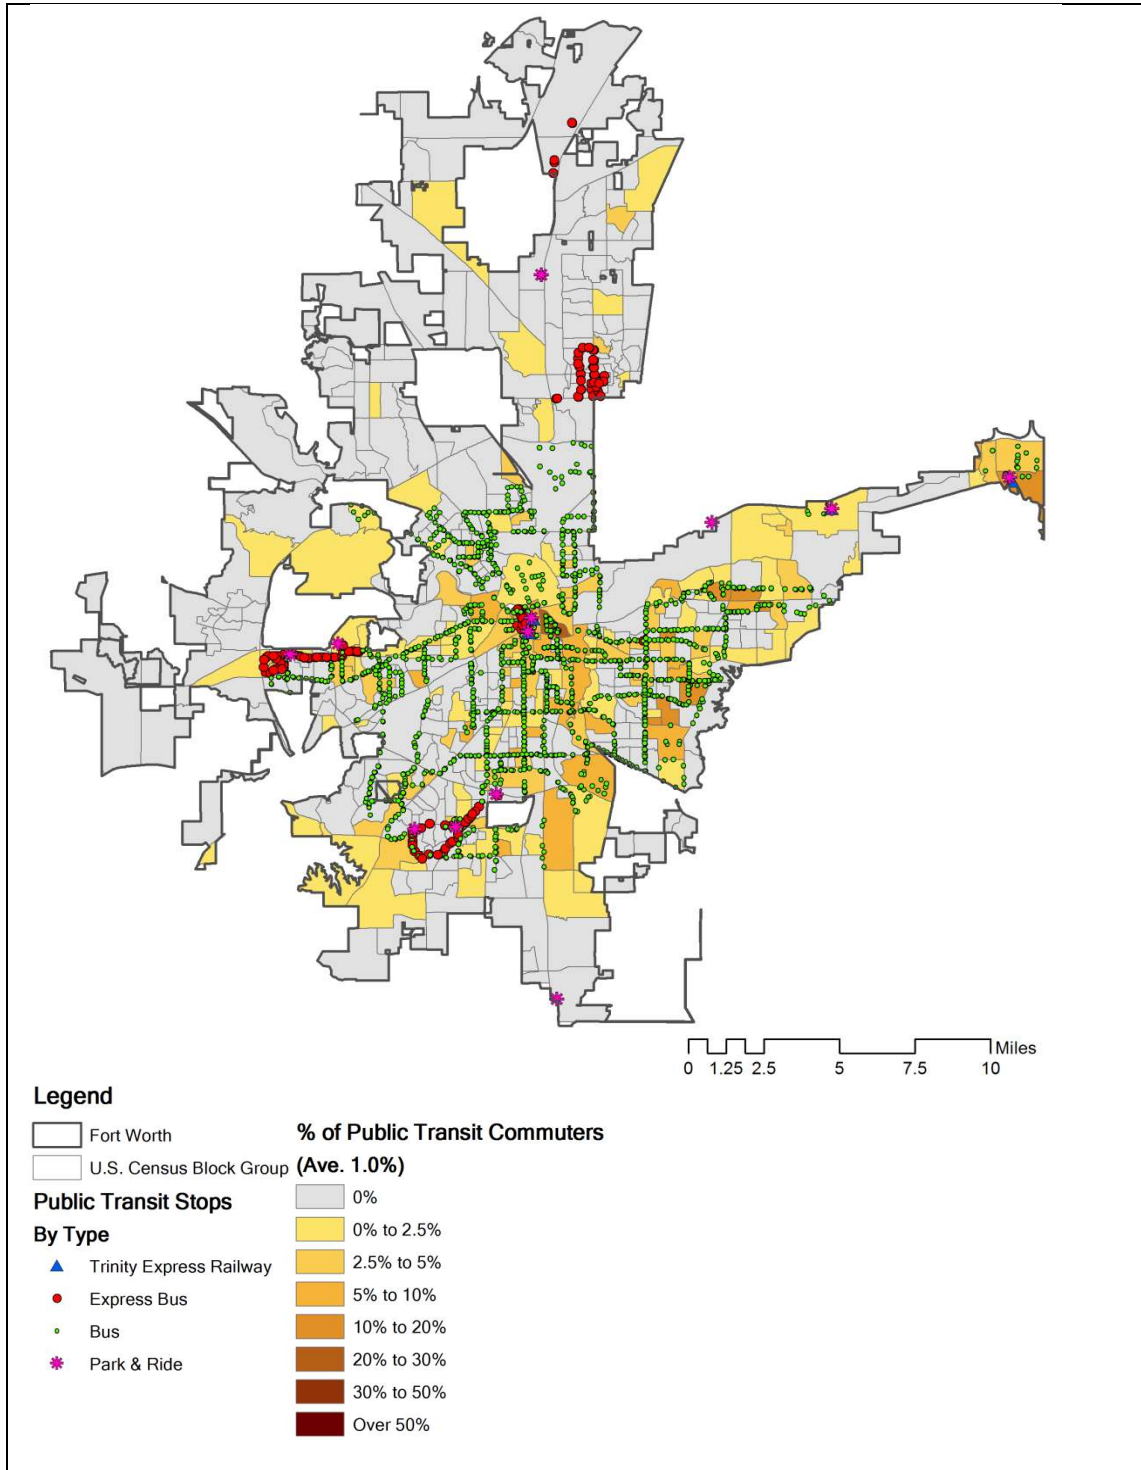 Miles
0 1.25 2.5 5 7.5 10
Legend
Fort Worth
U.S. Census Block Group
Public Transit Stops
By Type
Trinity Express Railway
Express Bus
Bus
Park & Ride
% of Public Transit Commuters
(Ave. 1.0%)
0%
0% to 2.5%
2.5% to 5%
5% to 10%
10% to 20%
20% to 30%
30% to 50%
Over 50%